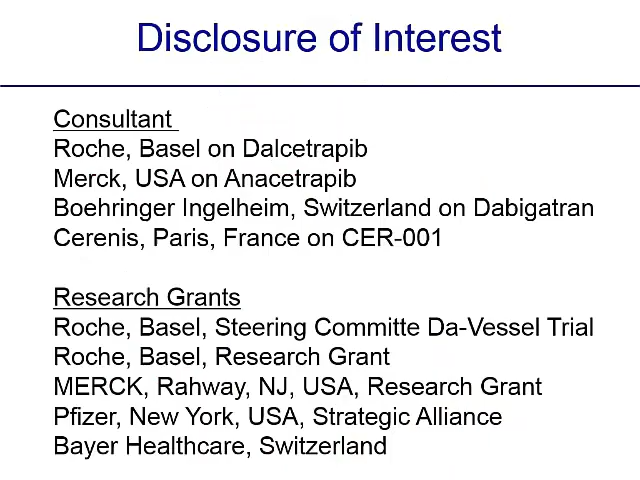 Disclosure of Interest
Consultant
Roche, Basel on Dalcetrapib
Merck, USA on Anacetrapib
Boehringer Ingelheim, Switzerland on Dabigatran
Cerenis, Paris, France on CER-001
Research Grants
Roche, Basel, Steering Committe Da-Vessel Trial
Roche, Basel, Research Grant
MERCK, Rahway, NJ, USA, Research Grant
Pfizer, New York, USA, Strategic Alliance
Bayer Healthcare, Switzerland